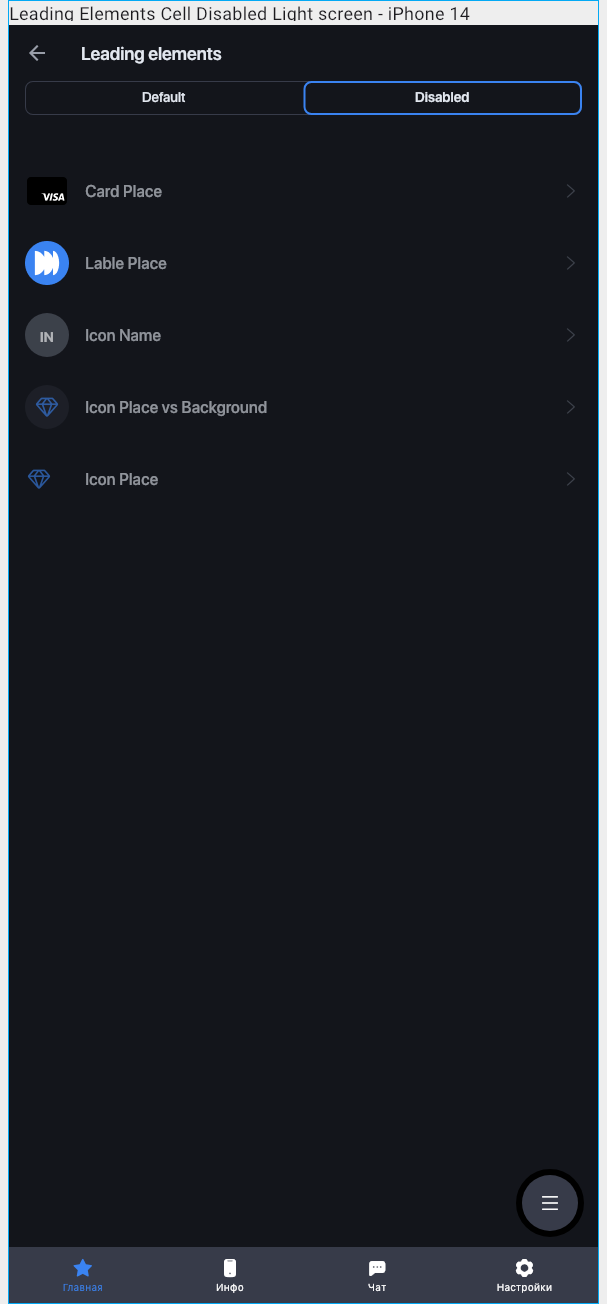 Leading Elements Cell Disabled Light screen - iPhone 14
Leading elements
Default
Disabled
VISA
Card Place
Lable Place
IN
Icon Name
Icon Place vs Background
Icon Place
Главная
Инфо
Чат
Настройки